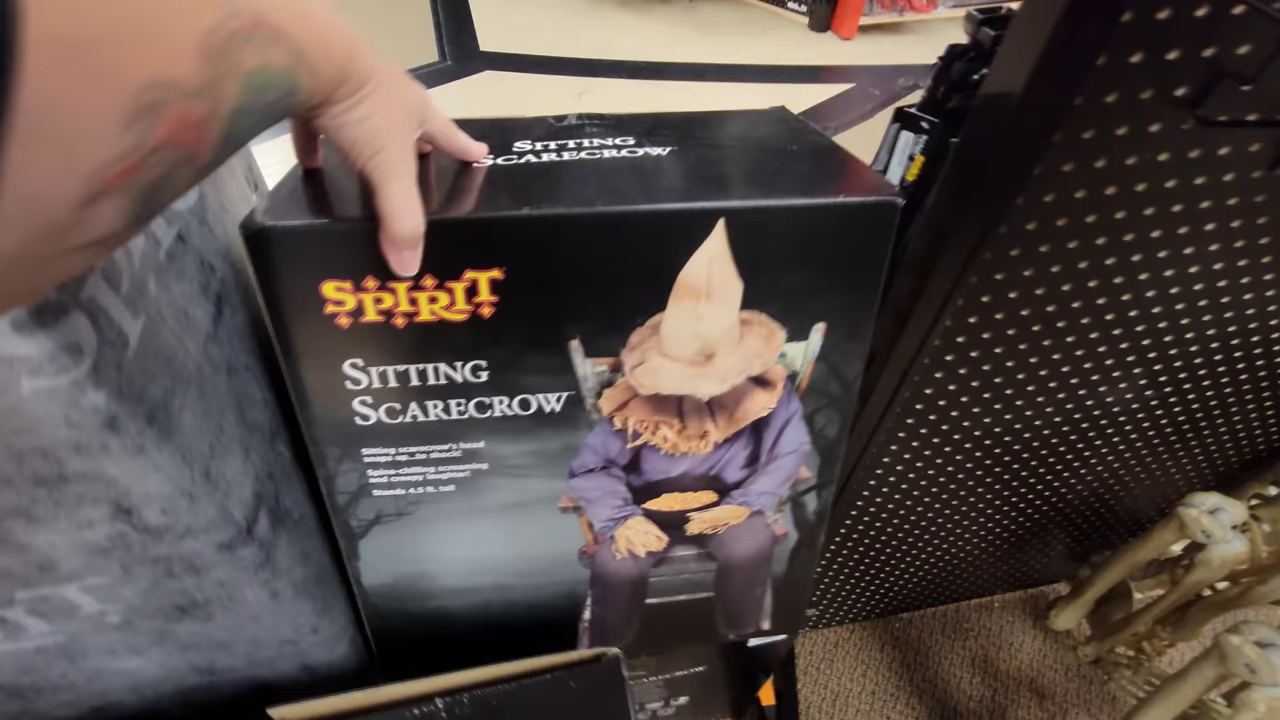 SITTING
SCARECROW
SPIRIT
SITTING
SCARECROW™
Sitting scarecrow's head
snaps up...to shock!
Spine-chilling screaming
and creepy laughter!
Stands 4.5 ft. tall
SCARECROW